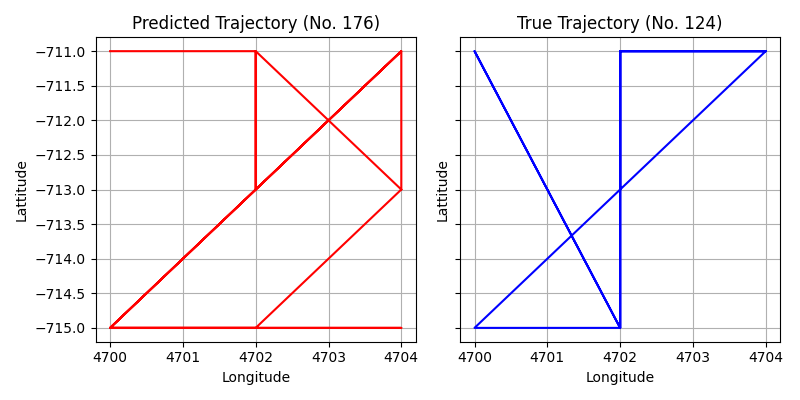 Predicted Trajectory (No. 176)
True Trajectory (No. 124)
−711.0
−711.5
−712.0
−712.5
−713.0
−713.5
−714.0
−714.5
−715.0
Lattitude
Lattitude
4700 4701 4702 4703 4704
4700 4701 4702 4703 4704
Longitude
Longitude